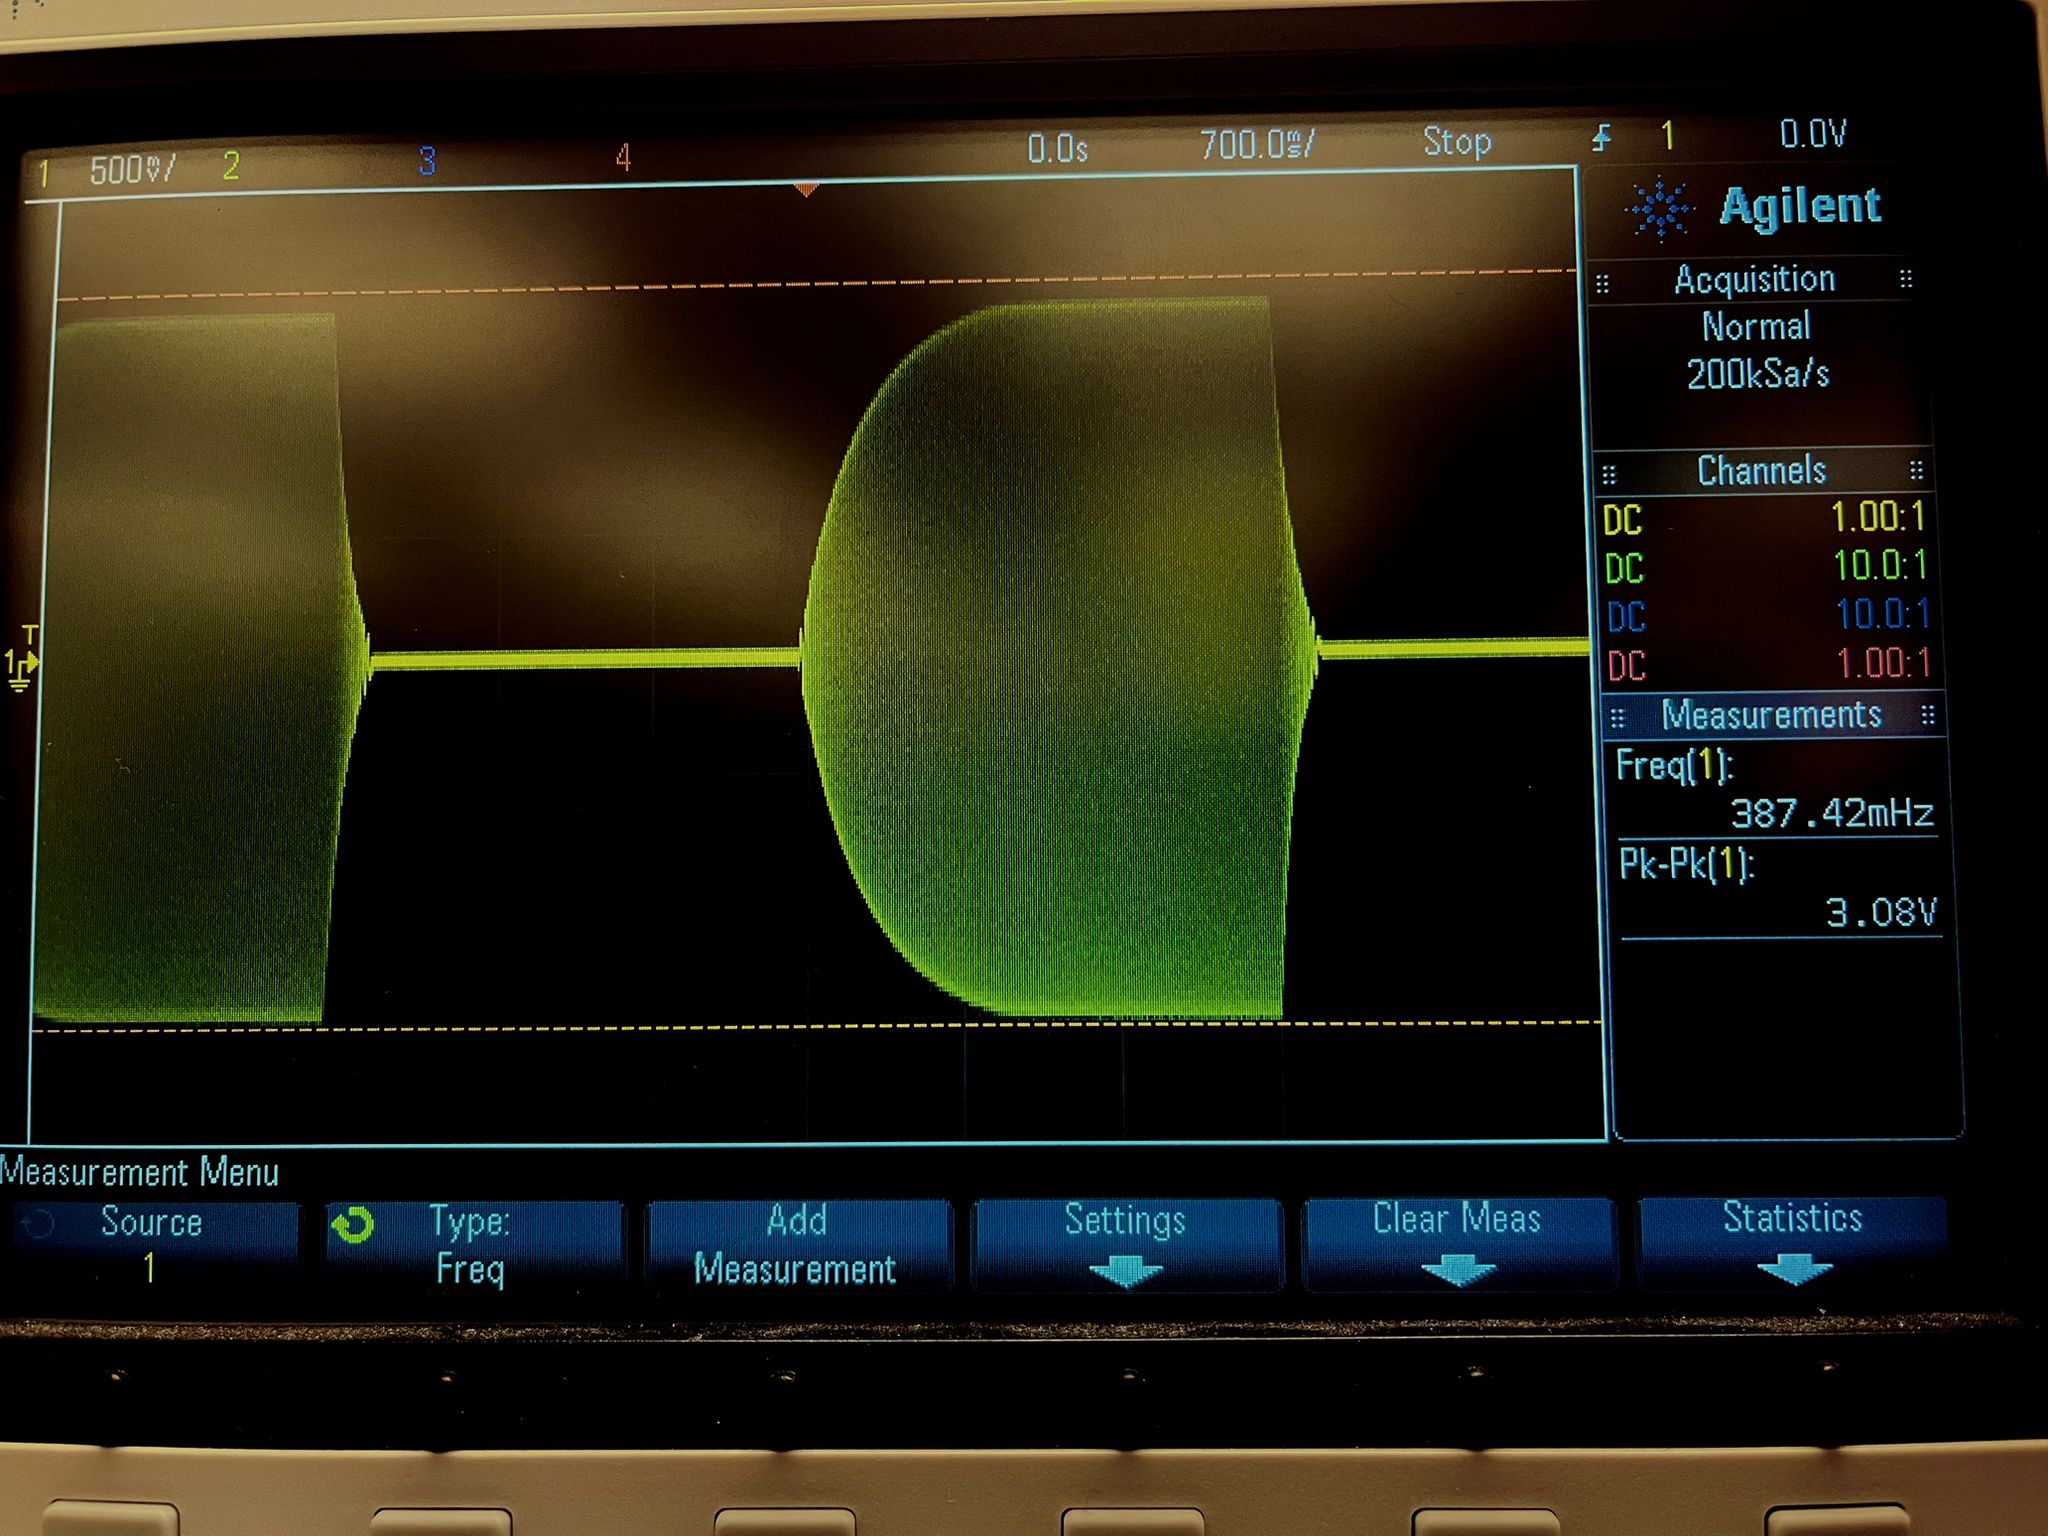 1 500mV/ 2 3 4 0.0s 700.0ms/ Stop 1 0.0V
Agilent
Acquisition
Normal
200kSa/s
Channels
DC 1.00:1
DC 10.0:1
DC 10.0:1
DC 1.00:1
T
1
Measurements
Freq(1):
387.42mHz
Pk-Pk(1):
3.08V
Measurement Menu
Source
1
Type:
Freq
Add
Measurement
Settings
Clear Meas
Statistics